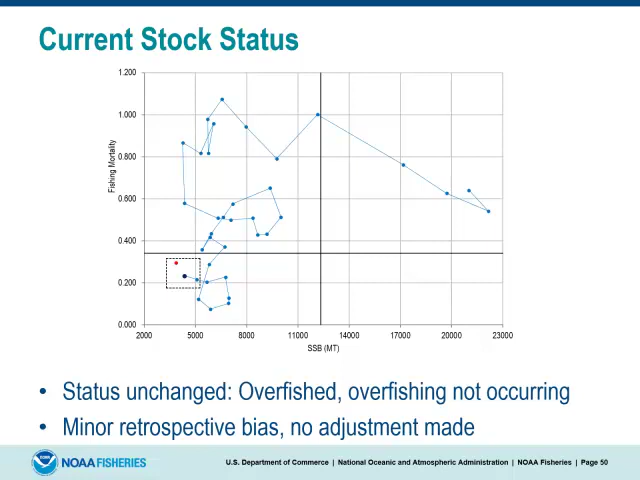 Current Stock Status
1.200
1.000
0.800
0.600
0.400
0.200
0.000
Fishing Mortality
2000 5000 8000 11000 14000 17000 20000 23000
SSB (MT)
• Status unchanged: Overfished, overfishing not occurring
• Minor retrospective bias, no adjustment made
NOAA FISHERIES
U.S. Department of Commerce | National Oceanic and Atmospheric Administration | NOAA Fisheries | Page 50